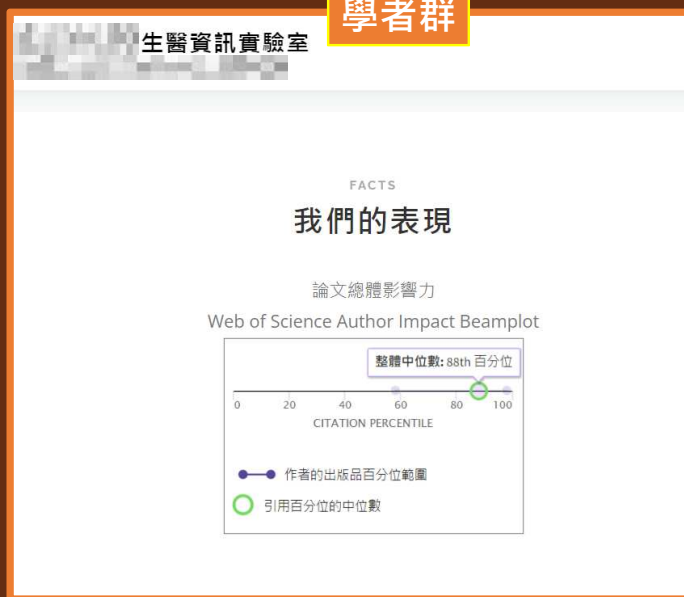 學者群
生醫資訊實驗室
FACTS
我們的表現
論文總體影響力
Web of Science Author Impact Beamplot
整體中位數: 88th 百分位
0 20 40 60 80 100
CITATION PERCENTILE
作者的出版品百分位範圍
引用百分位的中位數